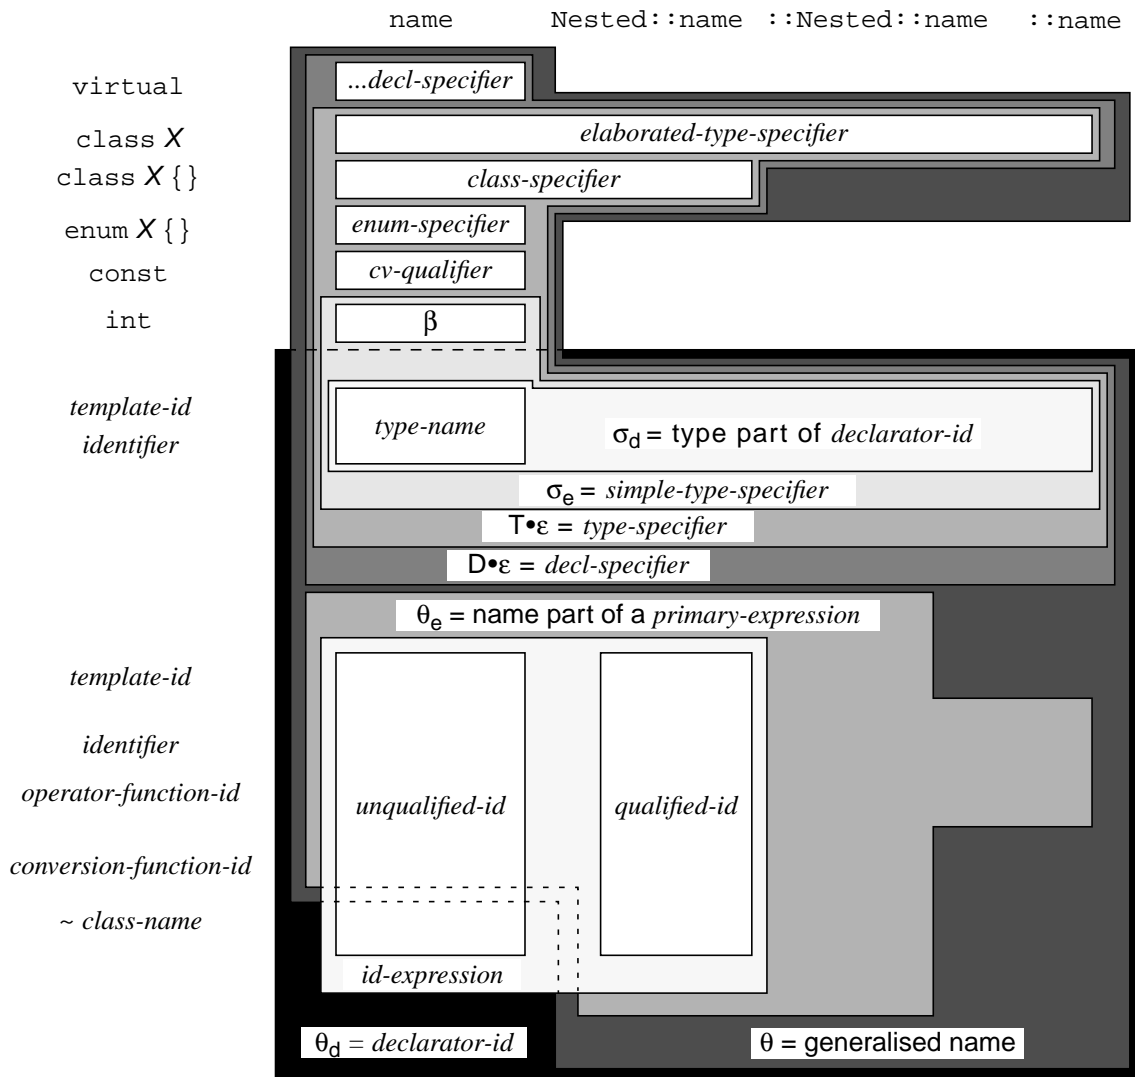 name Nested::name ::Nested::name ::name
virtual ...decl-specifier
class X elaborated-type-specifier
class X {} class-specifier
enum X {} enum-specifier
const cv-qualifier
int β
template-id
identifier type-name σd = type part of declarator-id
σe = simple-type-specifier
T•ε = type-specifier
D•ε = decl-specifier
θe = name part of a primary-expression
template-id
identifier
operator-function-id unqualified-id qualified-id
conversion-function-id
~ class-name
id-expression
θd = declarator-id θ = generalised name